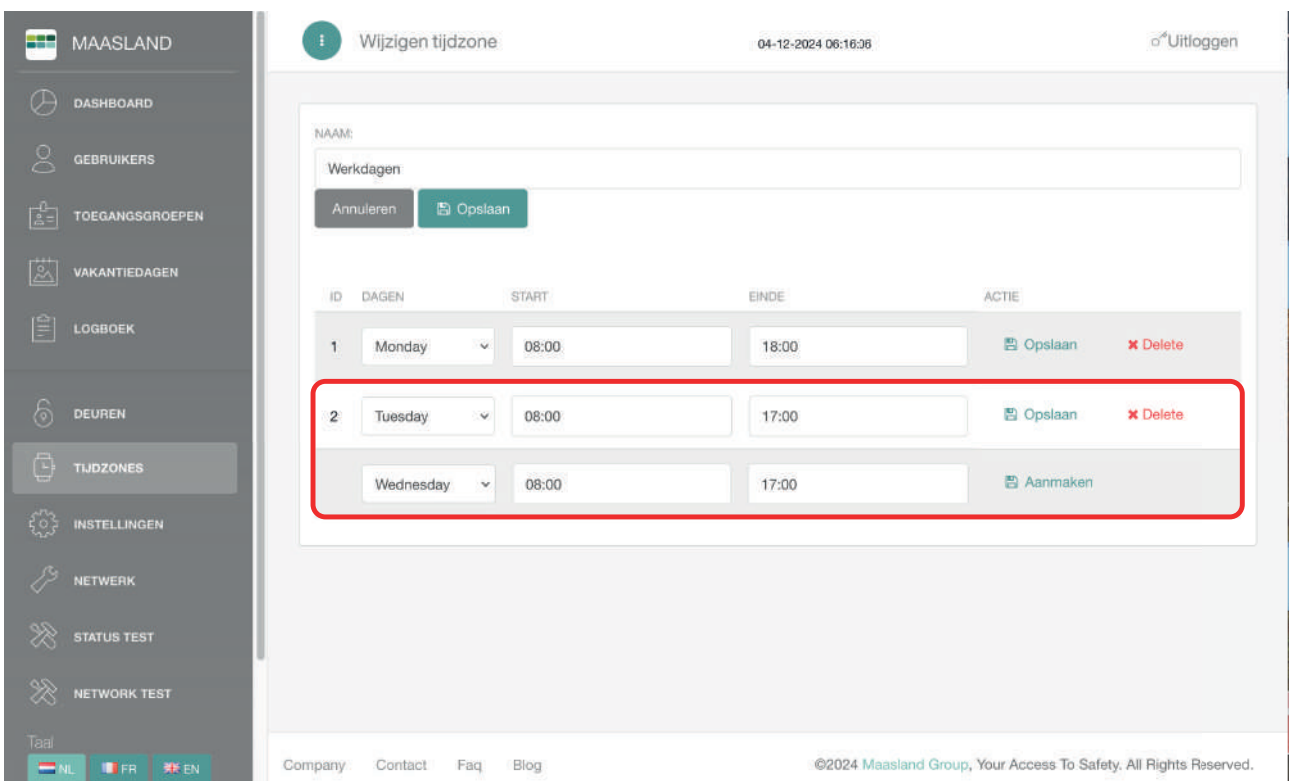 MAASLAND
Wijzigen tijdzone
04-12-2024 06:16:06
Uitloggen
DASHBOARD
GEBRUIKERS
TOEGANGSGROEPEN
VAKANTIEDAGEN
LOGBOEK
DEUREN
TIJDZONES
INSTELLINGEN
NETWERK
STATUS TEST
NETWORK TEST
Taal
NL FR EN
NAAM:
Werkdagen
Annuleren Opslaan
ID DAGEN START EINDE ACTIE
1 Monday 08:00 18:00 Opslaan Delete
2 Tuesday 08:00 17:00 Opslaan Delete
Wednesday 08:00 17:00 Aanmaken
Company Contact Faq Blog
©2024 Maasland Group, Your Access To Safety. All Rights Reserved.